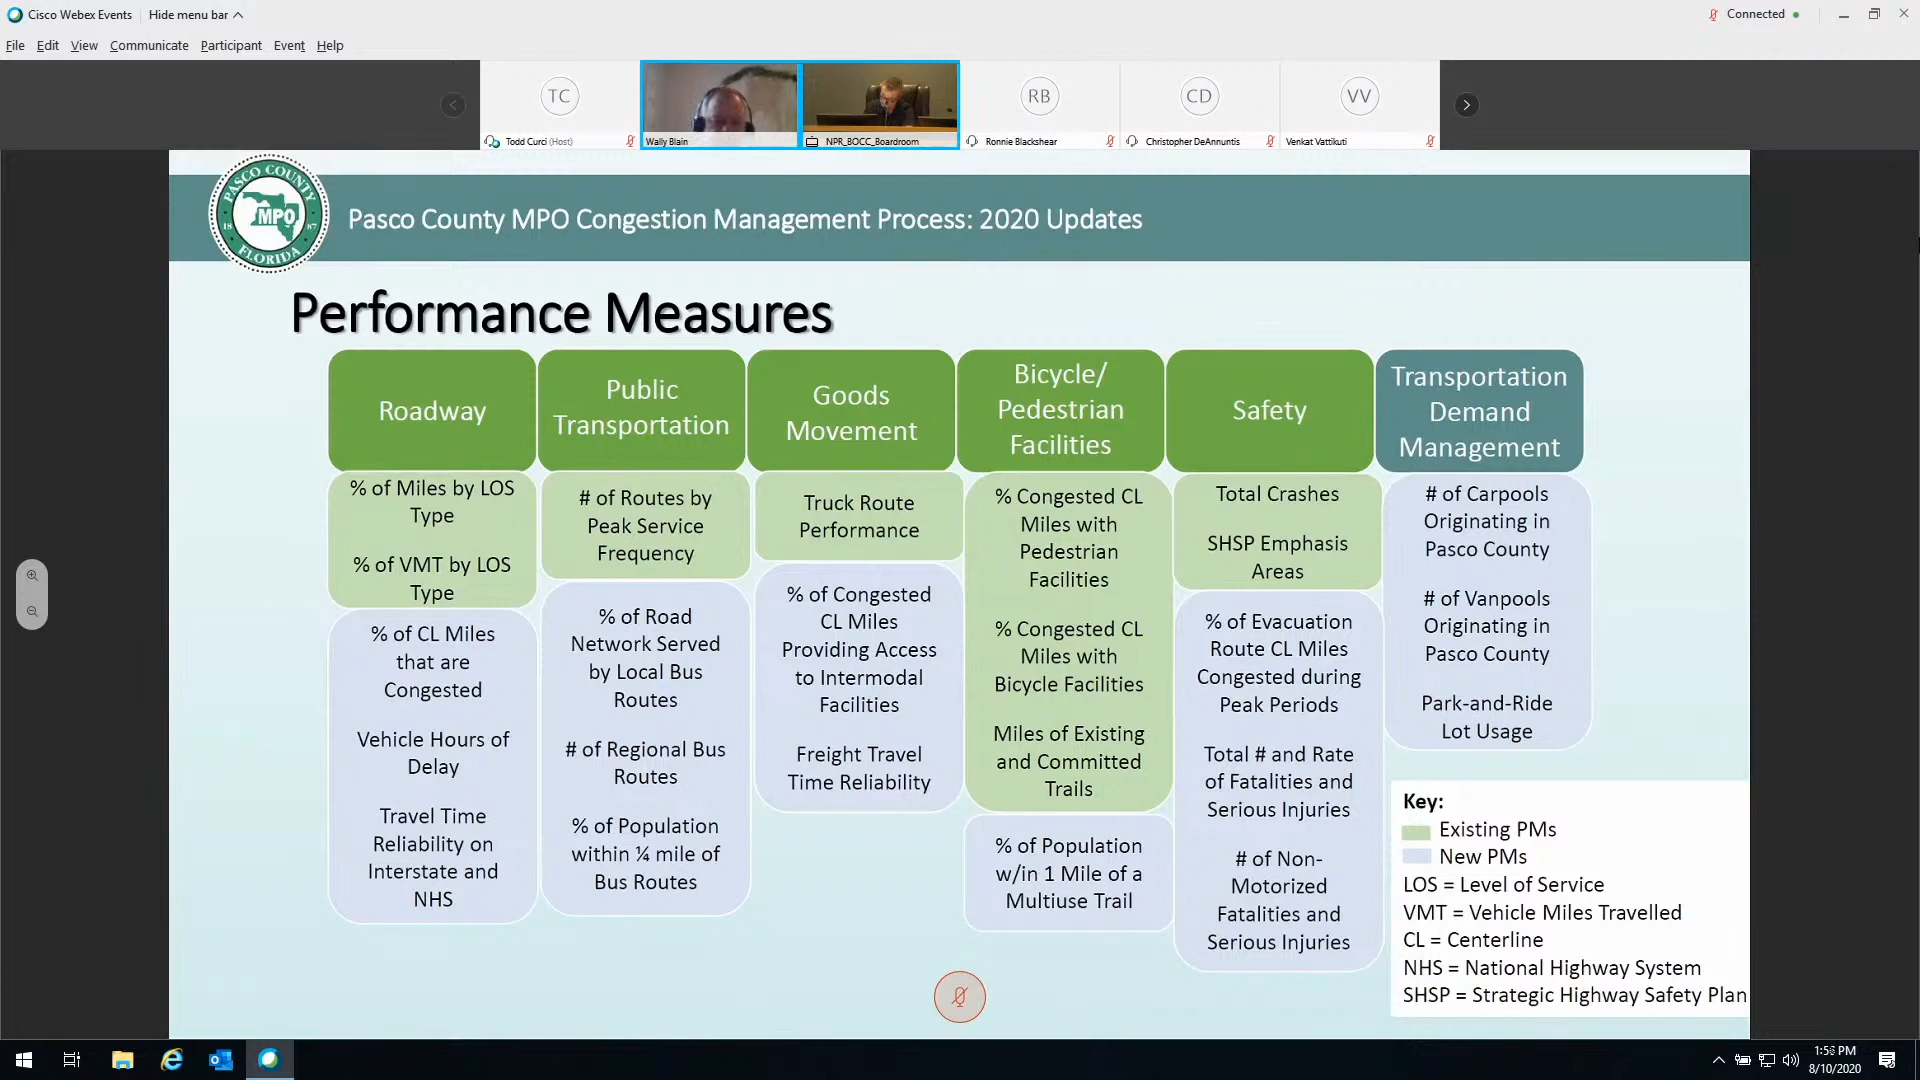 Cisco Webex Events
Hide menu bar
Connected
File Edit View Communicate Participant Event Help
TC
RB
CD
VV
Todd Curci (Host)
Wally Blain
NPR_BOCC_Boardroom
Ronnie Blackshear
Christopher DeAnnuntis
Venkat Vattikuti
PASCO COUNTY
MPO
18 87
FLORIDA
Pasco County MPO Congestion Management Process: 2020 Updates
Performance Measures
Roadway
% of Miles by LOS
Type
% of VMT by LOS
Type
% of CL Miles
that are
Congested
Vehicle Hours of
Delay
Travel Time
Reliability on
Interstate and
NHS
Public
Transportation
# of Routes by
Peak Service
Frequency
% of Road
Network Served
by Local Bus
Routes
# of Regional Bus
Routes
% of Population
within ¼ mile of
Bus Routes
Goods
Movement
Truck Route
Performance
% of Congested
CL Miles
Providing Access
to Intermodal
Facilities
Freight Travel
Time Reliability
Bicycle/
Pedestrian
Facilities
% Congested CL
Miles with
Pedestrian
Facilities
% Congested CL
Miles with
Bicycle Facilities
Miles of Existing
and Committed
Trails
% of Population
w/in 1 Mile of a
Multiuse Trail
Safety
Total Crashes
SHSP Emphasis
Areas
% of Evacuation
Route CL Miles
Congested during
Peak Periods
Total # and Rate
of Fatalities and
Serious Injuries
# of Non-
Motorized
Fatalities and
Serious Injuries
Transportation
Demand
Management
# of Carpools
Originating in
Pasco County
# of Vanpools
Originating in
Pasco County
Park-and-Ride
Lot Usage
Key:
Existing PMs
New PMs
LOS = Level of Service
VMT = Vehicle Miles Travelled
CL = Centerline
NHS = National Highway System
SHSP = Strategic Highway Safety Plan
8/10/2020